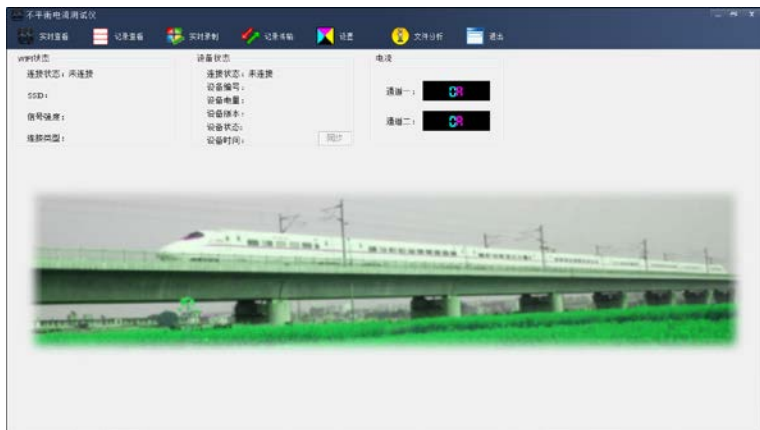 不平衡电流测试仪
实时查看 记录查看 实时录制 记录传输 设置 文件分析 退出
WIFI状态 设备状态 电流
连接状态：未连接
SSID：
信号强度：
连接类型：
连接状态：未连接
设备编号：
设备电量：
设备版本：
设备状态：
设备时间： 同步
通道一： 0A
通道二： 0A